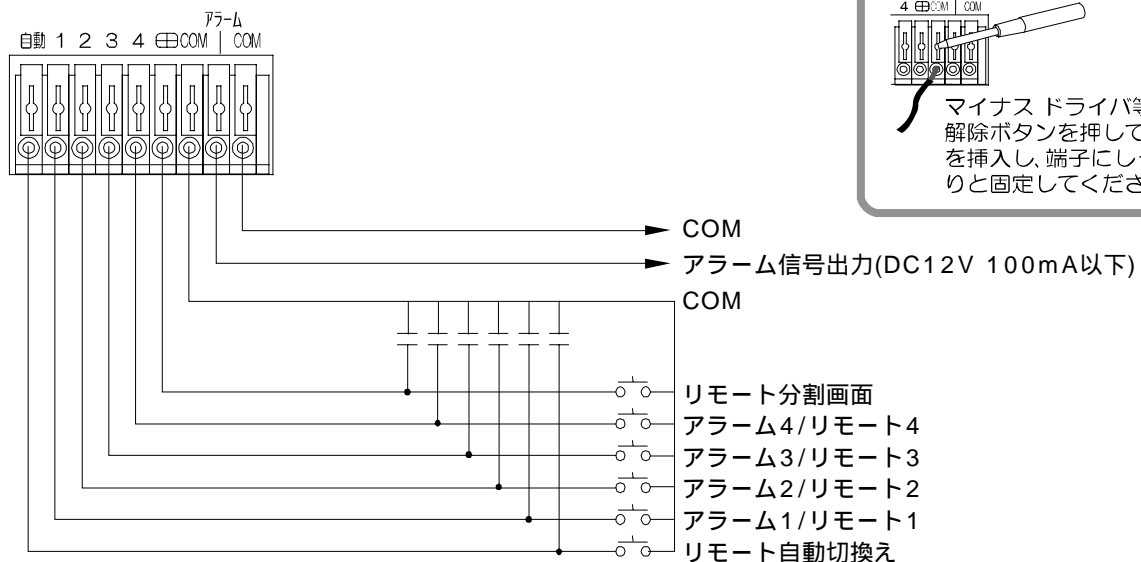 アラーム
自動 1 2 3 4 COM | COM
4 COM | COM
マイナス ドライバ
解除ボタンを押して
を挿入し、端子にし
りと固定してくださ
COM
アラーム信号出力(DC12V 100mA以下)
COM
リモート分割画面
アラーム4/リモート4
アラーム3/リモート3
アラーム2/リモート2
アラーム1/リモート1
リモート自動切換え